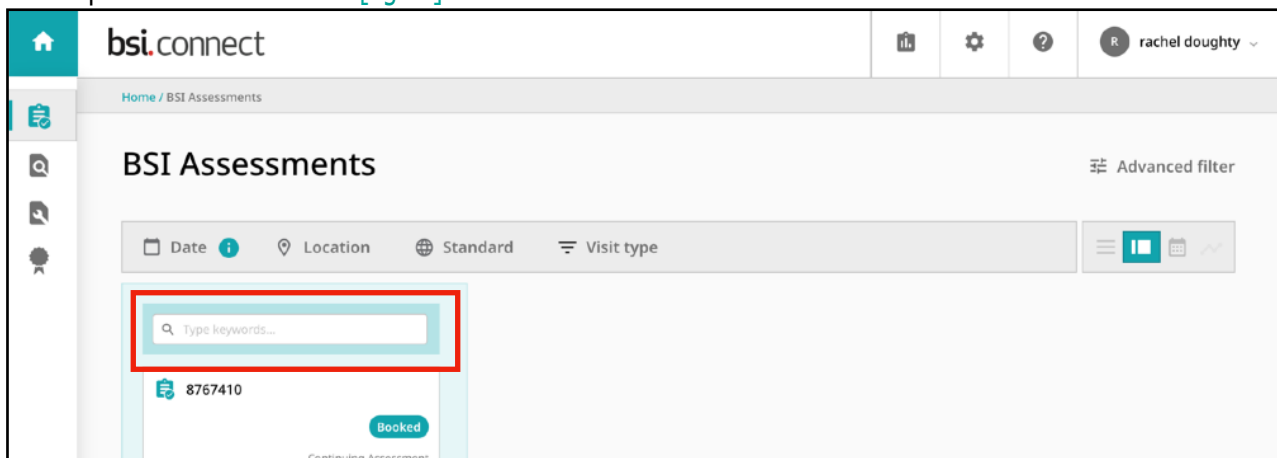 bsi.connect
R rachel doughty
Home / BSI Assessments
BSI Assessments
Advanced filter
Date i Location Standard Visit type
Type keywords...
8767410
Booked
Continuing Assessment